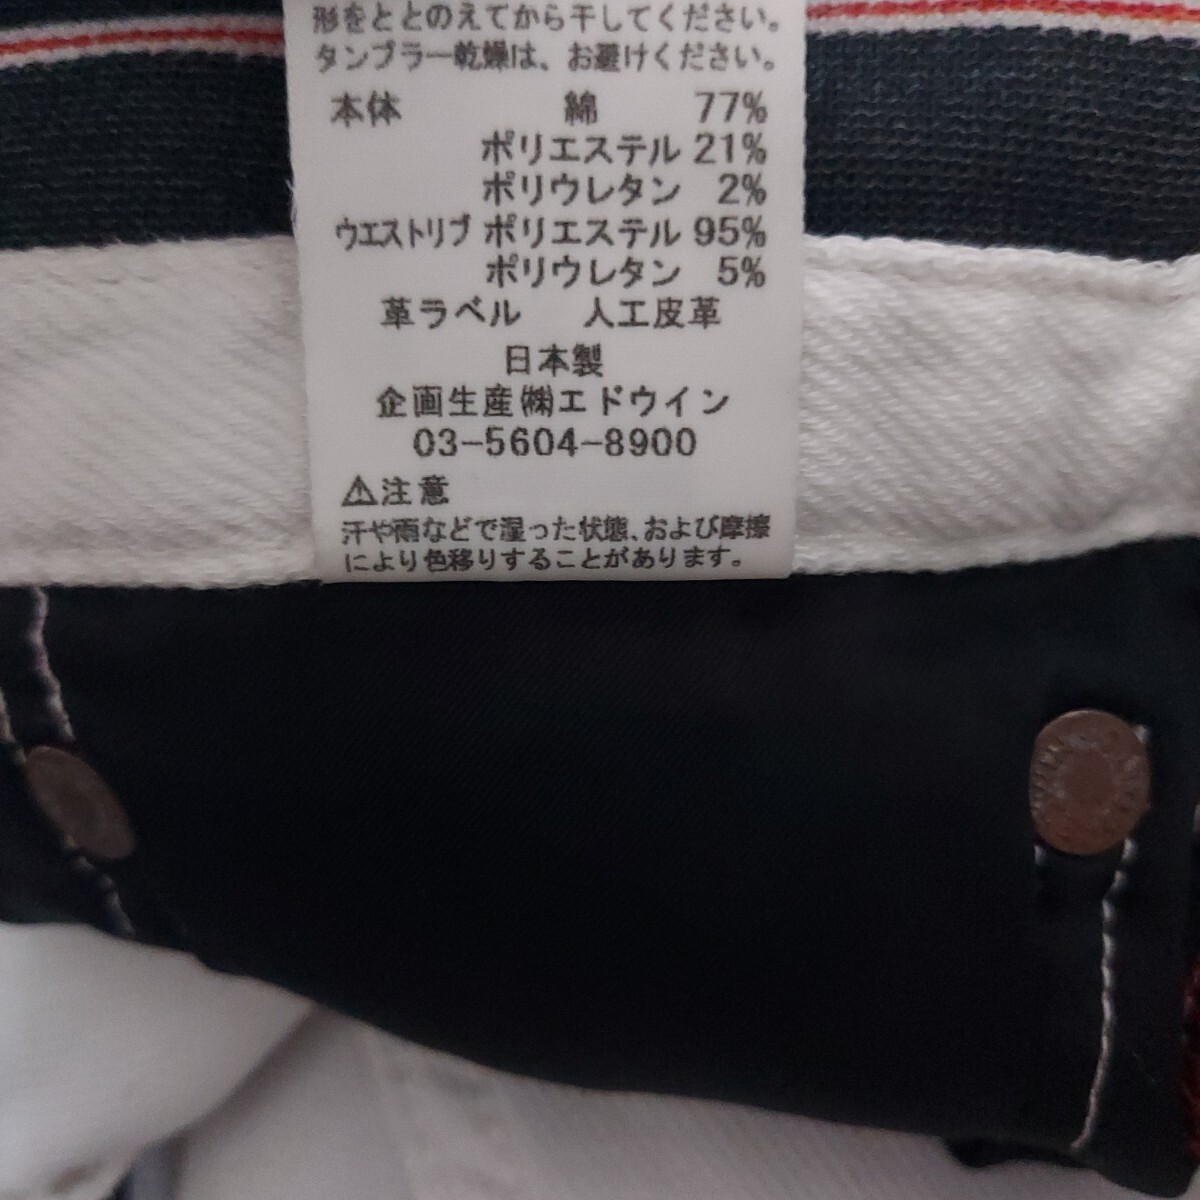 形をととのえてから干してください。
タンブラー乾燥は、お避けください。
本体 綿 77%
ポリエステル 21%
ポリウレタン 2%
ウエストリブ ポリエステル 95%
ポリウレタン 5%
革ラベル 人工皮革
日本製
企画生産㈱エドウイン
03-5604-8900
⚠注意
汗や雨などで湿った状態、および摩擦
により色移りすることがあります。